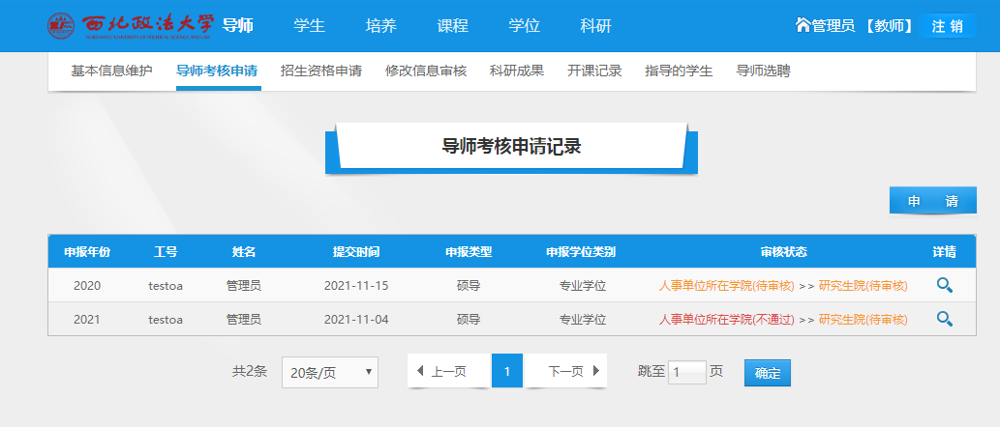 西北政法大学 导师 学生 培养 课程 学位 科研 管理员 【教师】 注 销
基本信息维护 导师考核申请 招生资格申请 修改信息审核 科研成果 开课记录 指导的学生 导师选聘
导师考核申请记录
申 请
申报年份 工号 姓名 提交时间 申报类型 申报学位类别 审核状态 详情
2020 testoa 管理员 2021-11-15 硕导 专业学位 人事单位所在学院(待审核) >> 研究生院(待审核)
2021 testoa 管理员 2021-11-04 硕导 专业学位 人事单位所在学院(不通过) >> 研究生院(待审核)
共2条 20条/页 上一页 1 下一页 跳至 1 页 确定